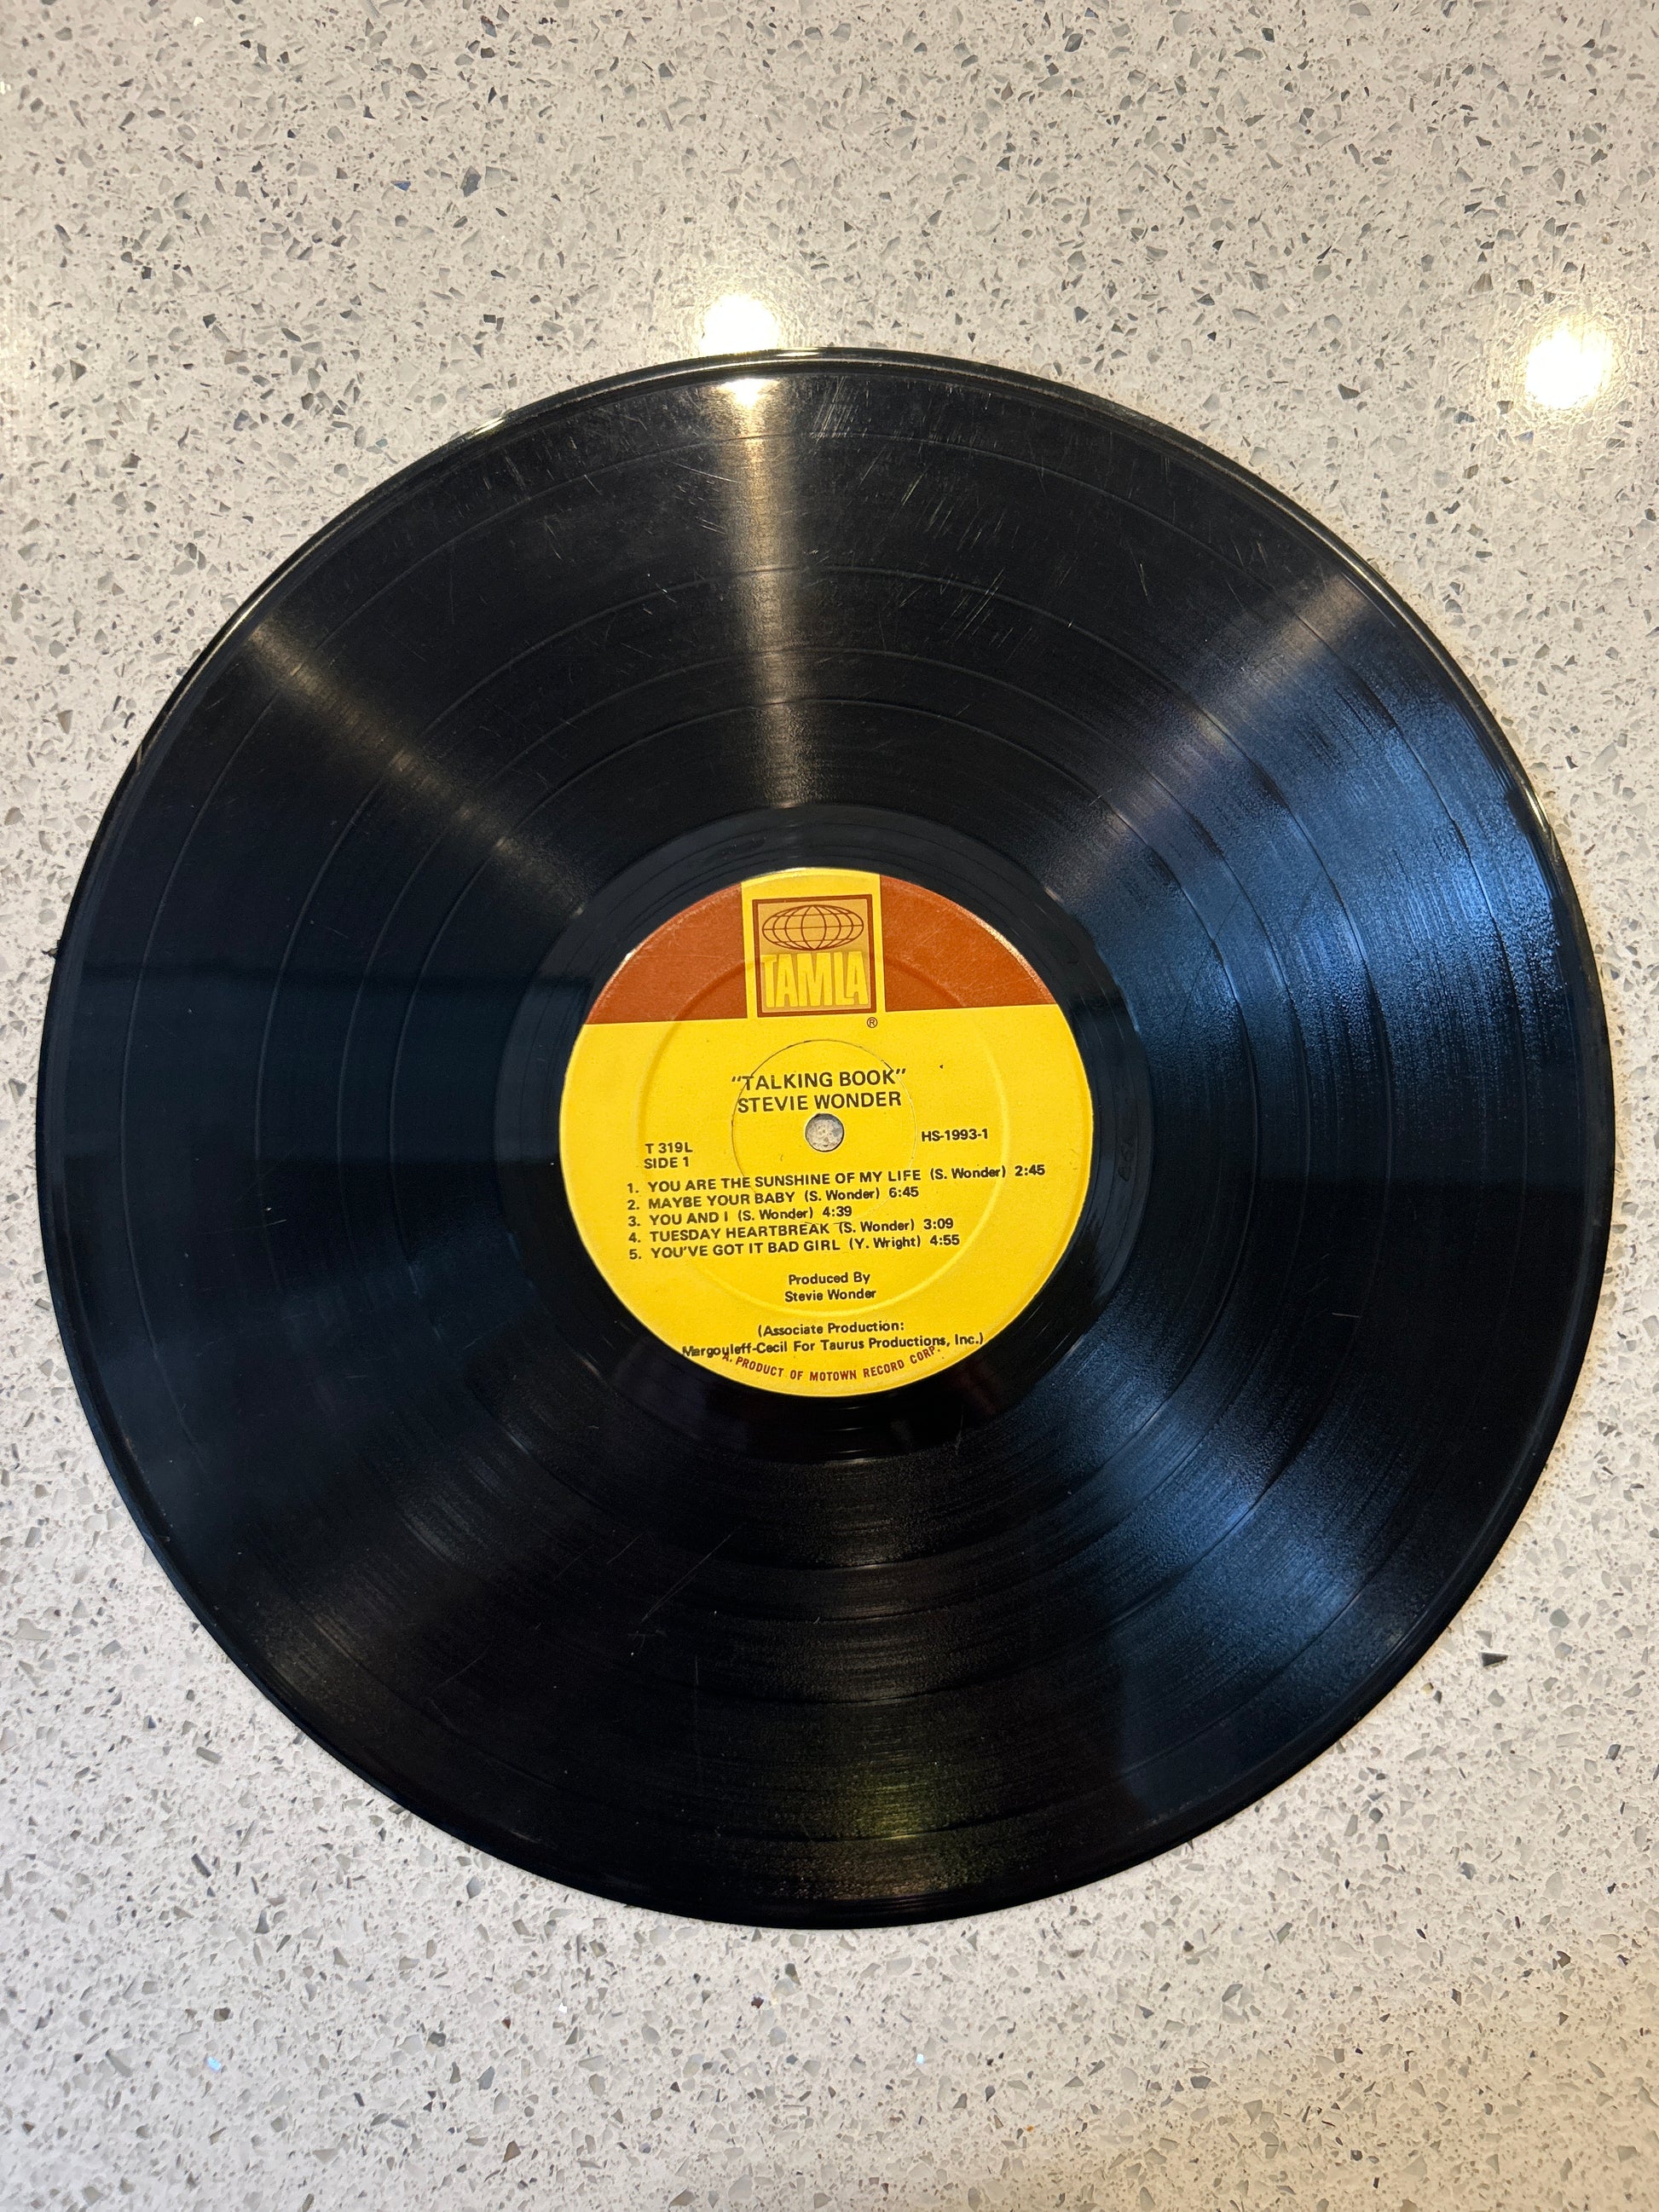 TAMLA
®
"TALKING BOOK"
STEVIE WONDER
T 319L
HS-1993-1
SIDE 1
1. YOU ARE THE SUNSHINE OF MY LIFE (S. Wonder) 2:45
2. MAYBE YOUR BABY (S. Wonder) 6:45
3. YOU AND I (S. Wonder) 4:39
4. TUESDAY HEARTBREAK (S. Wonder) 3:09
5. YOU'VE GOT IT BAD GIRL (Y. Wright) 4:55
Produced By
Stevie Wonder
(Associate Production:
Margouleff-Cecil For Taurus Productions, Inc.)
A PRODUCT OF MOTOWN RECORD CORP.